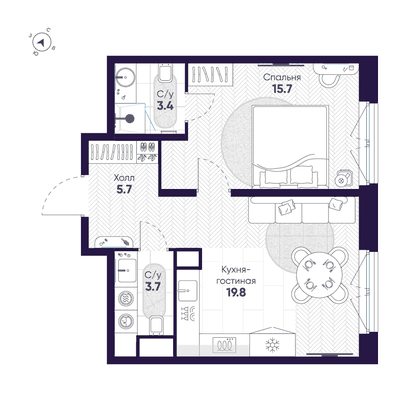 С/у
3.4
Спальня
15.7
Холл
5.7
С/у
3.7
Кухня-
гостиная
19.8